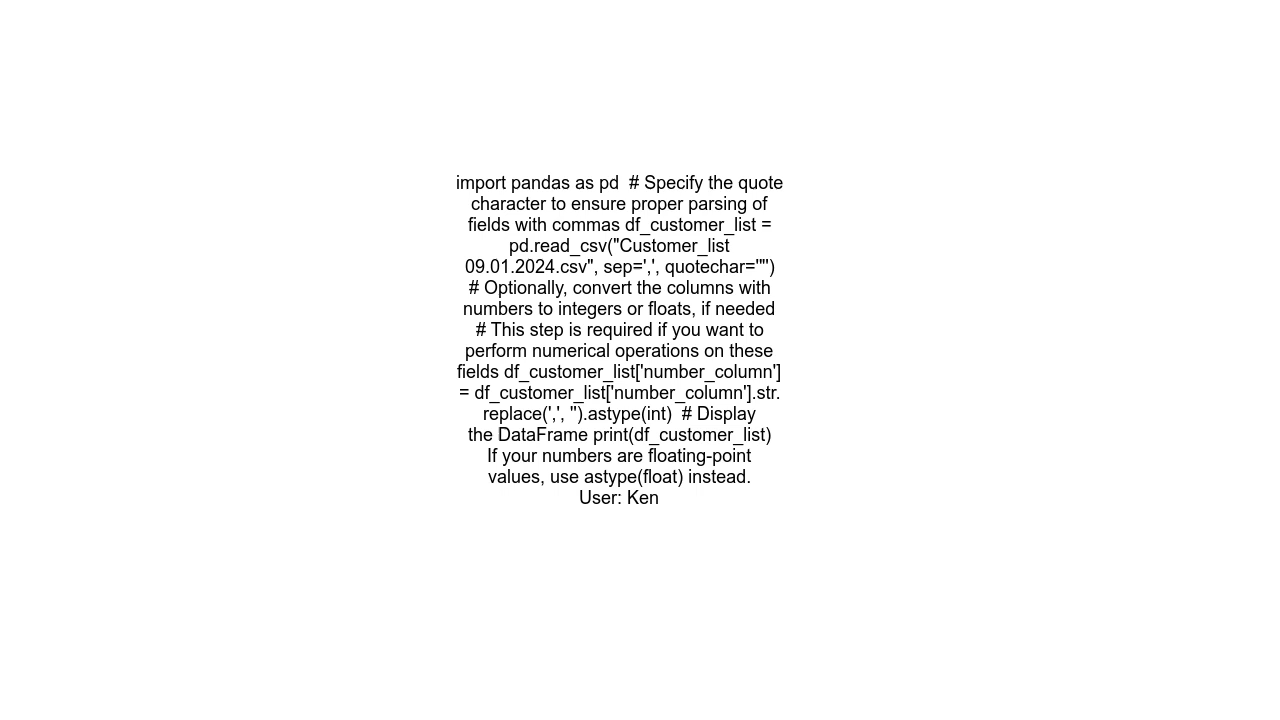 import pandas as pd  # Specify the quote
character to ensure proper parsing of
fields with commas df_customer_list =
pd.read_csv("Customer_list
09.01.2024.csv", sep=',', quotechar='"')
# Optionally, convert the columns with
numbers to integers or floats, if needed
# This step is required if you want to
perform numerical operations on these
fields df_customer_list['number_column']
= df_customer_list['number_column'].str.
replace(',', '').astype(int)  # Display
the DataFrame print(df_customer_list)
If your numbers are floating-point
values, use astype(float) instead.
User: Ken